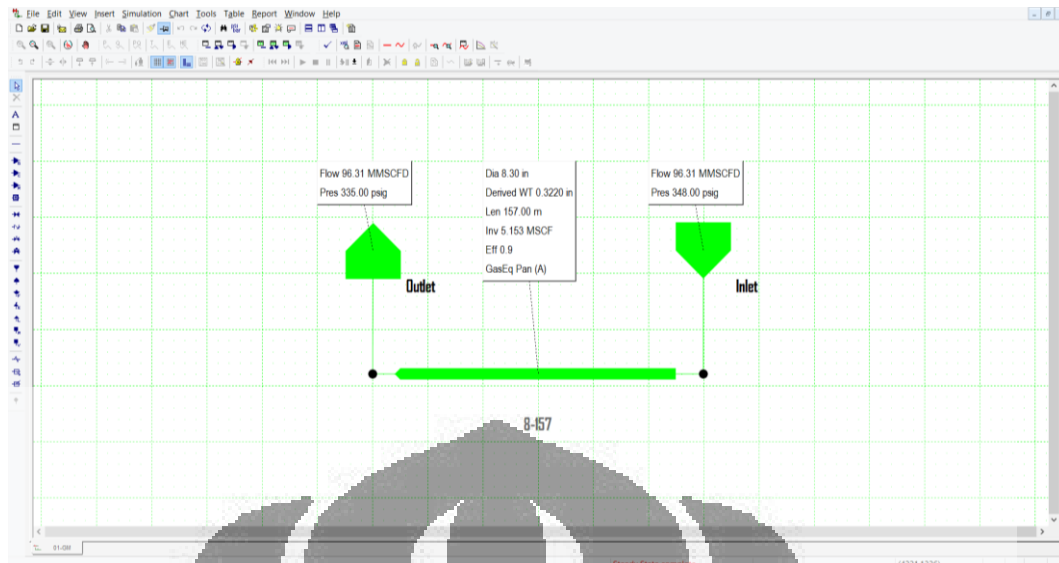 File Edit View Insert Simulation Chart Tools Table Report Window Help
Flow 96.31 MMSCFD
Pres 335.00 psig
Outlet
Dia 8.30 in
Derived WT 0.3220 in
Len 157.00 m
Inv 5.153 MSCF
Eff 0.9
GasEq Pan (A)
Flow 96.31 MMSCFD
Pres 348.00 psig
Inlet
8-157